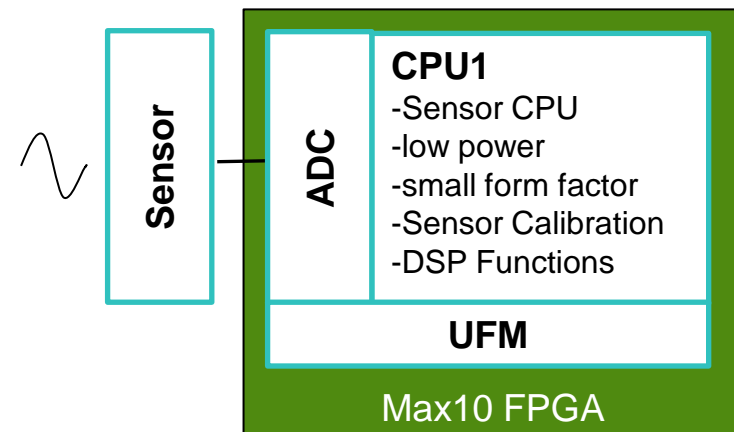 Sensor
ADC
CPU1
-Sensor CPU
-low power
-small form factor
-Sensor Calibration
-DSP Functions
UFM
Max10 FPGA